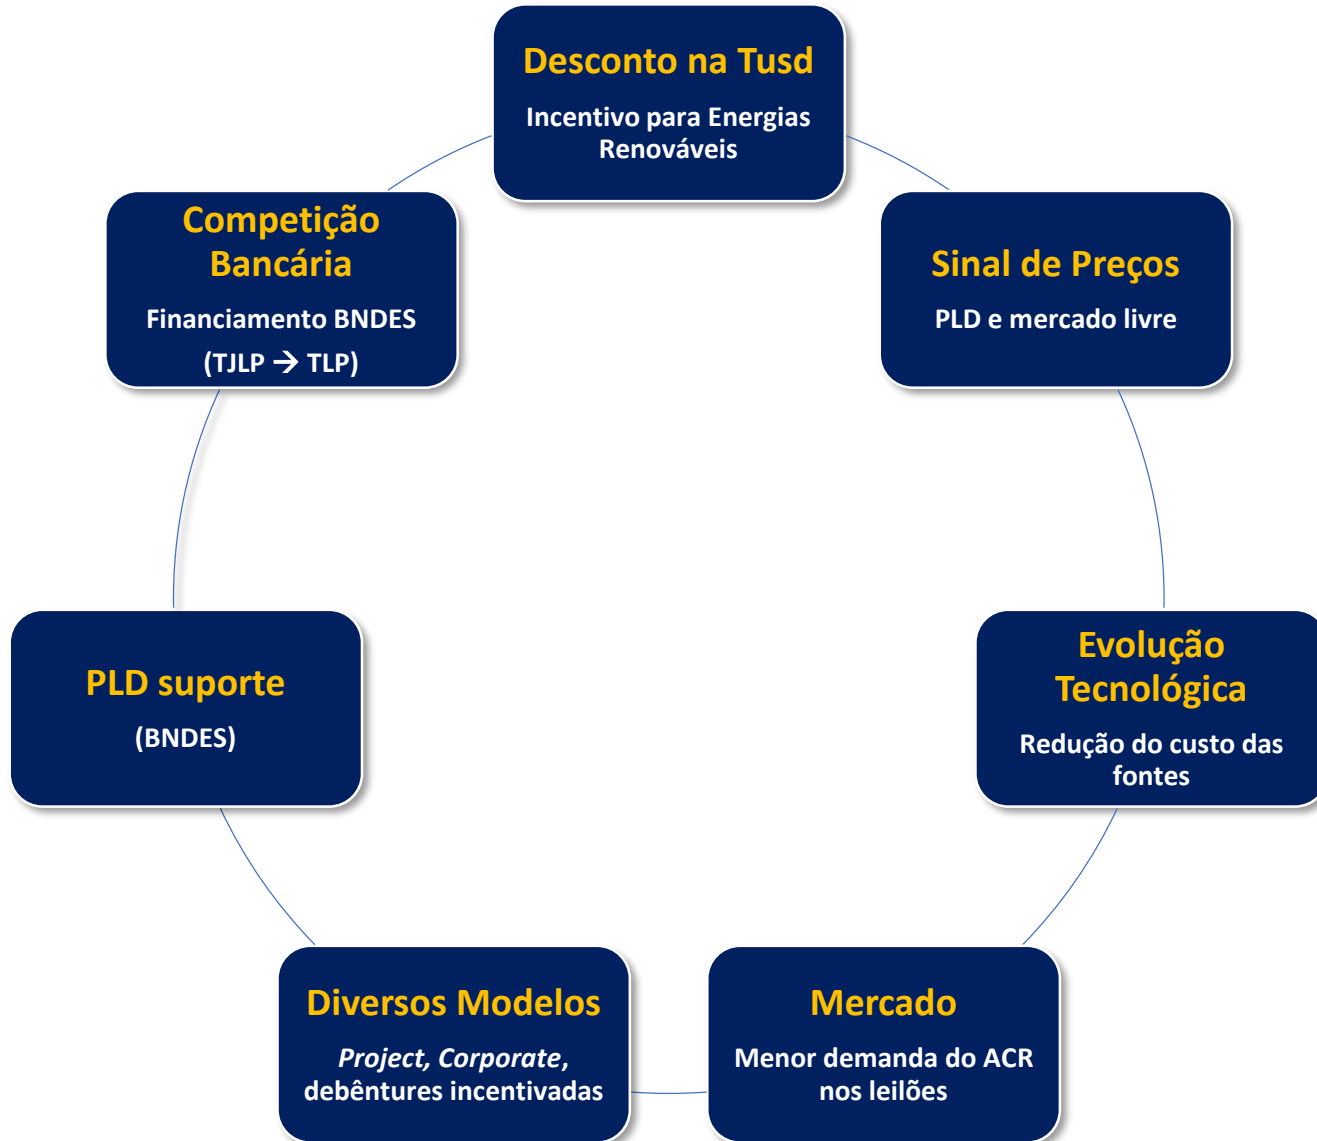 Desconto na Tusd
Incentivo para Energias
Renováveis
Sinal de Preços
PLD e mercado livre
Evolução
Tecnológica
Redução do custo das
fontes
Mercado
Menor demanda do ACR
nos leilões
Diversos Modelos
Project, Corporate,
debêntures incentivadas
PLD suporte
(BNDES)
Competição
Bancária
Financiamento BNDES
(TJLP → TLP)